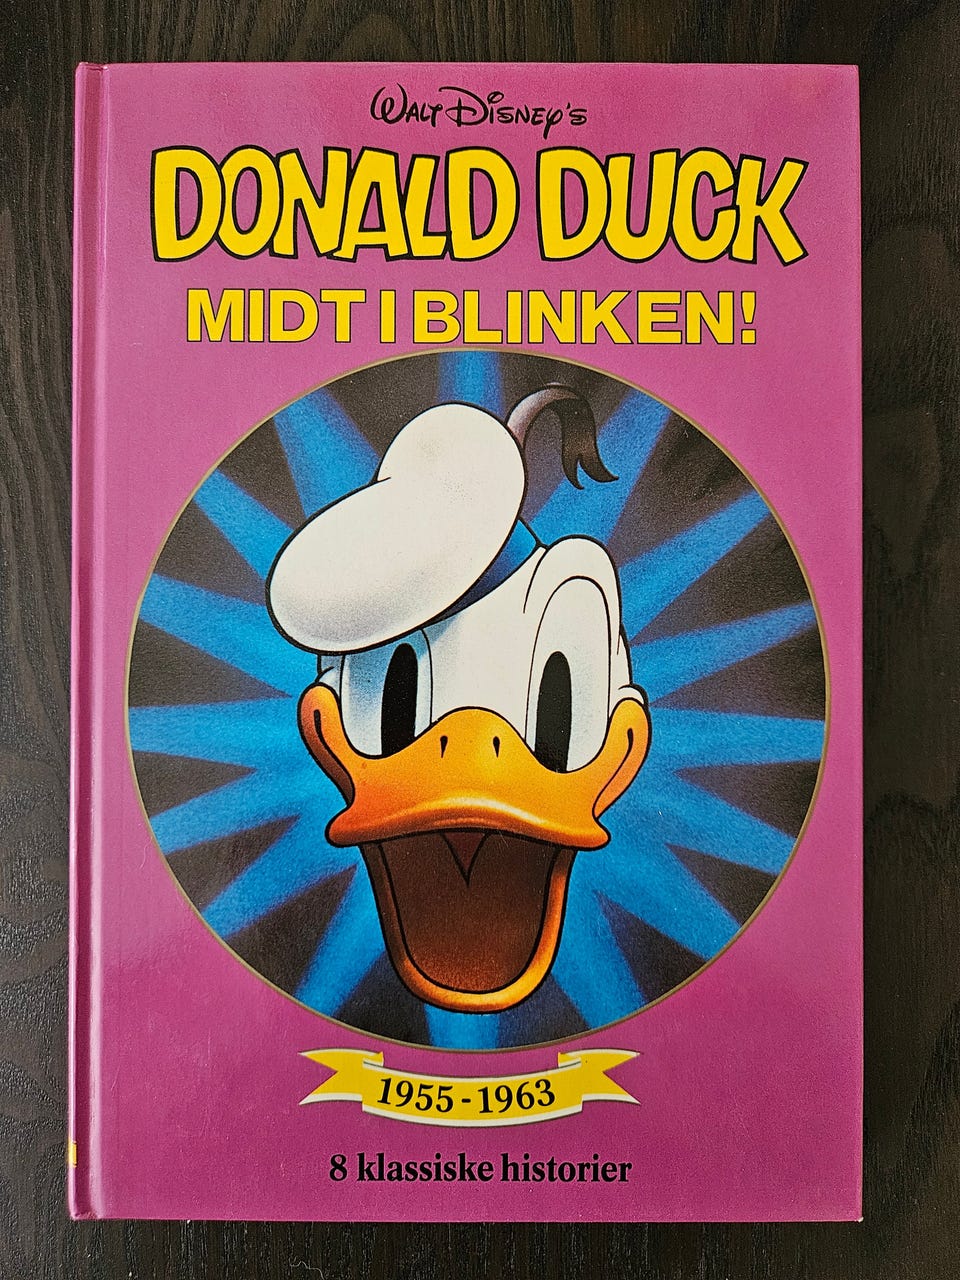 WALT DISNEY'S
DONALD DUCK
MIDT I BLINKEN!
1955-1963
8 klassiske historier